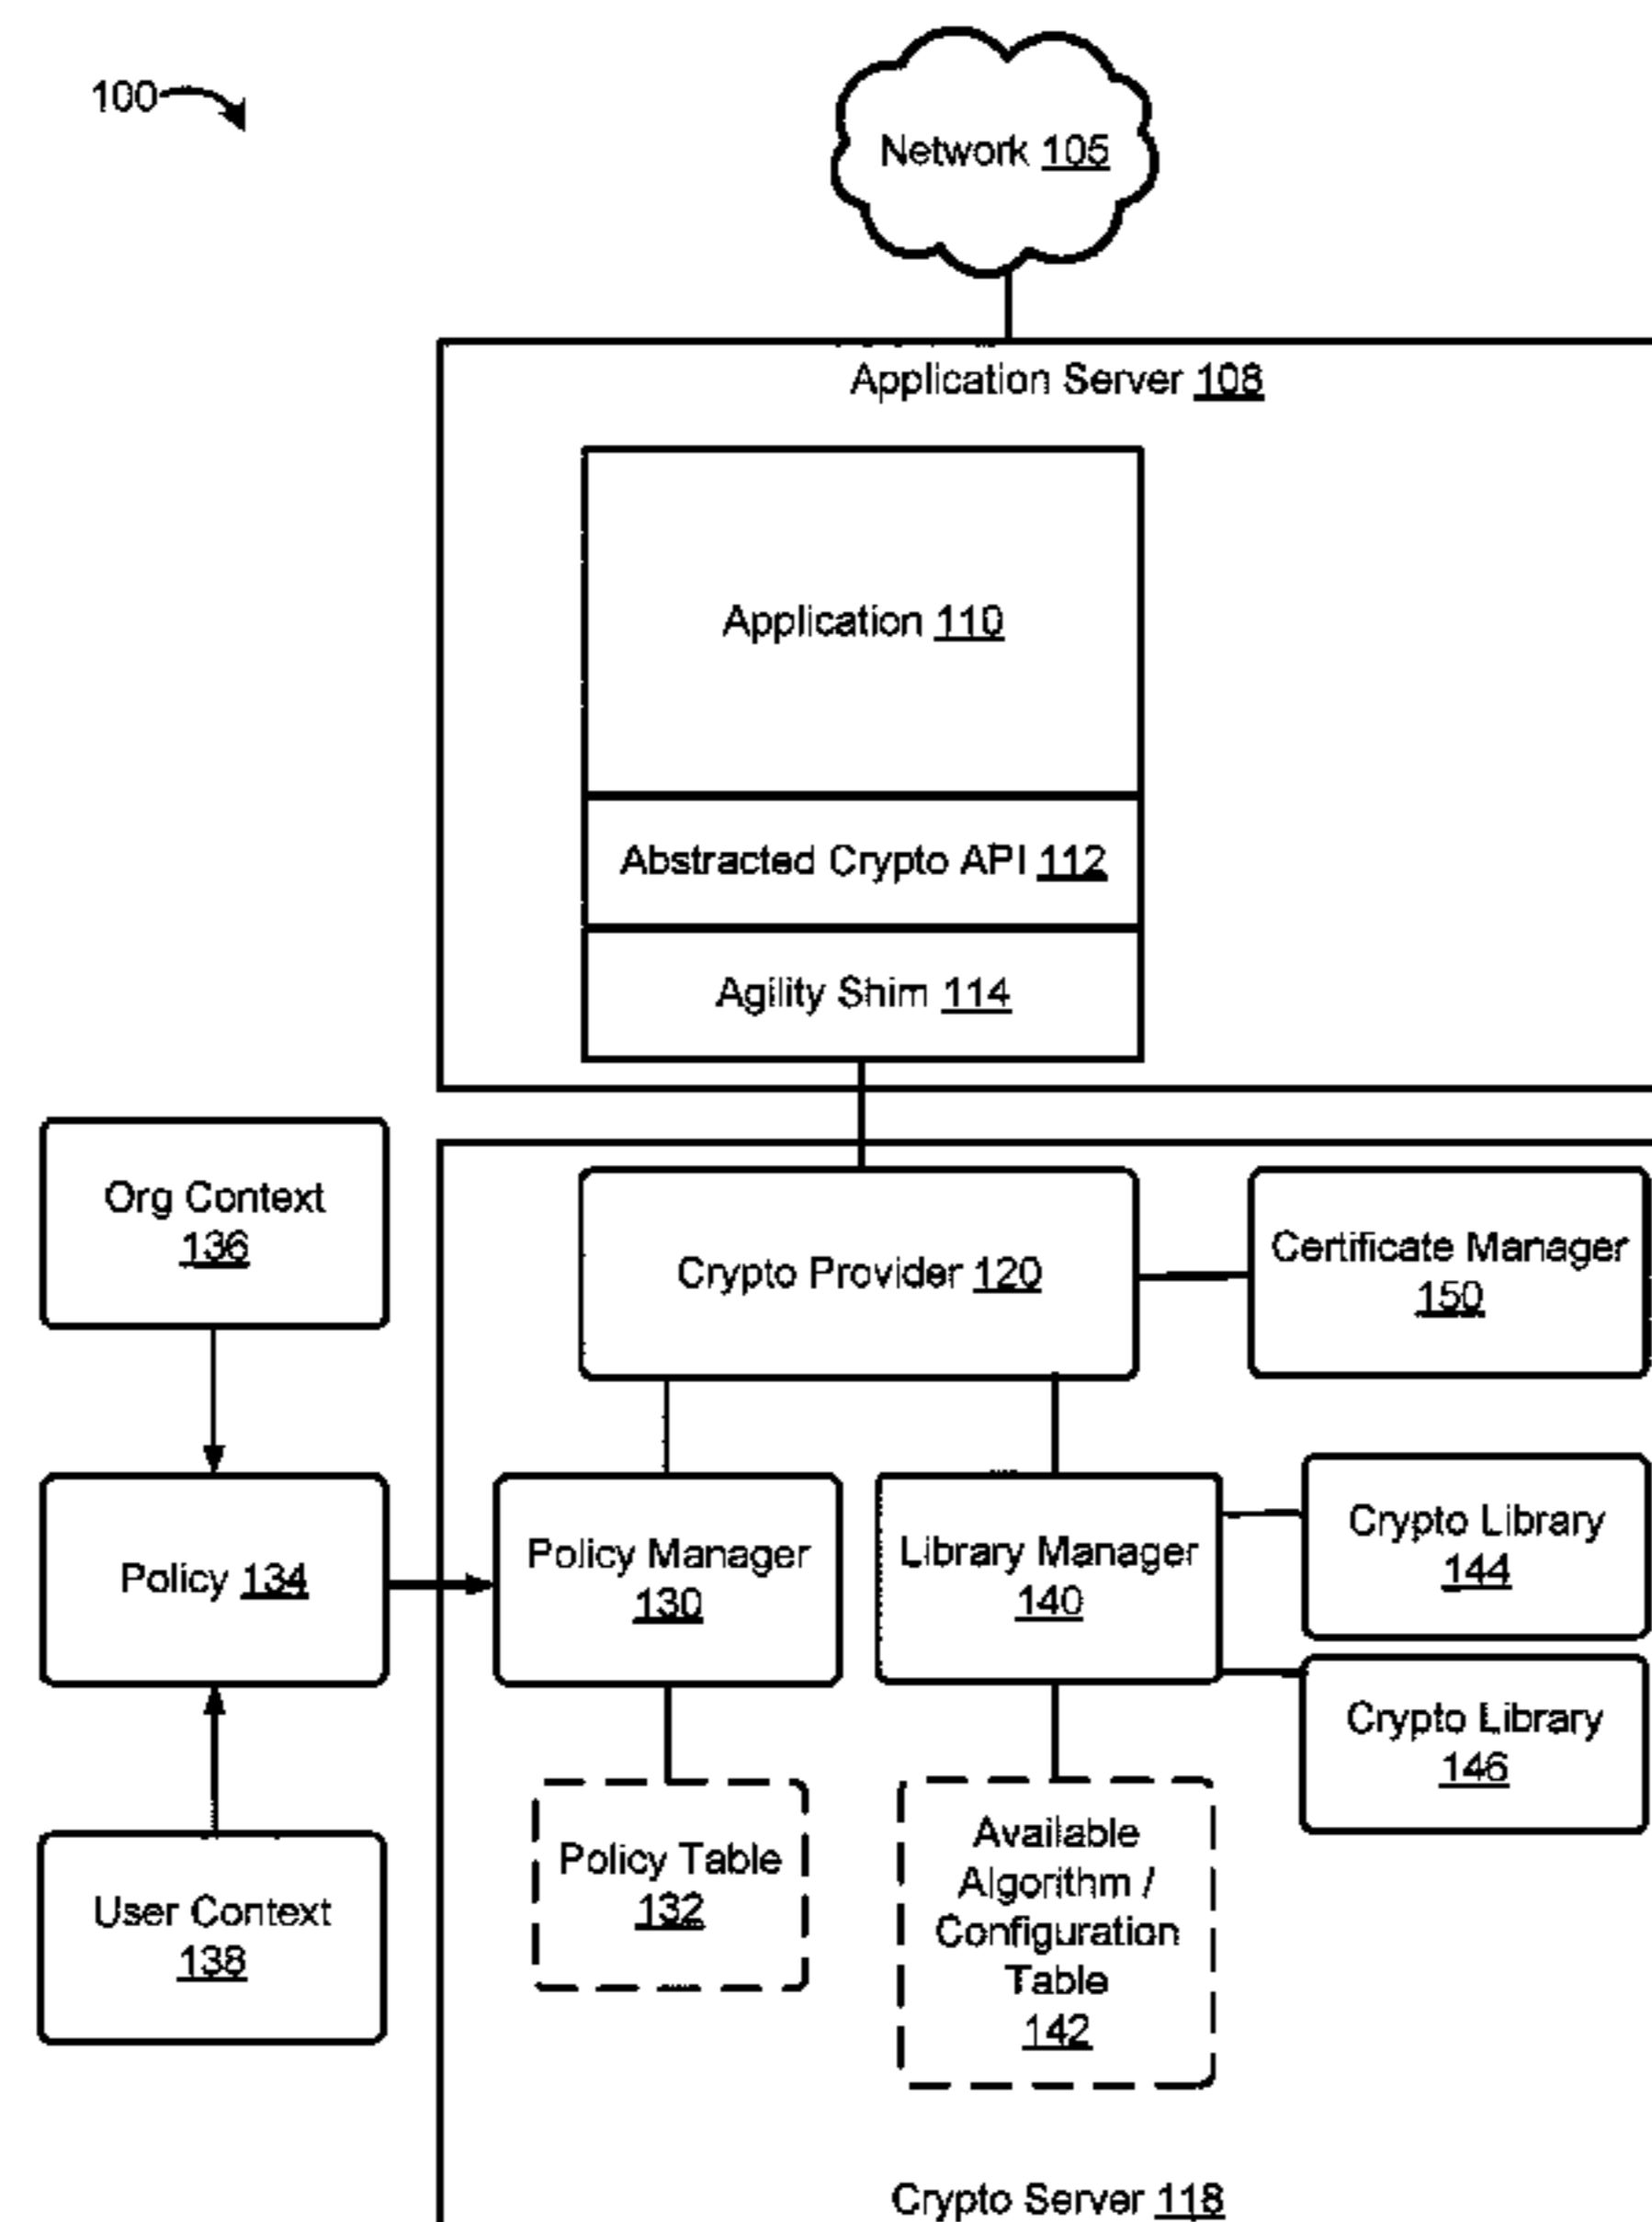 100
Network 105
Application Server 108
Application 110
Abstracted Crypto API 112
Agility Shim 114
Org Context
136
Crypto Provider 120
Certificate Manager
150
Policy 134
Policy Manager
130
Library Manager
140
Crypto Library
144
Crypto Library
146
User Context
138
Policy Table
132
Available
Algorithm /
Configuration
Table
142
Crypto Server 118